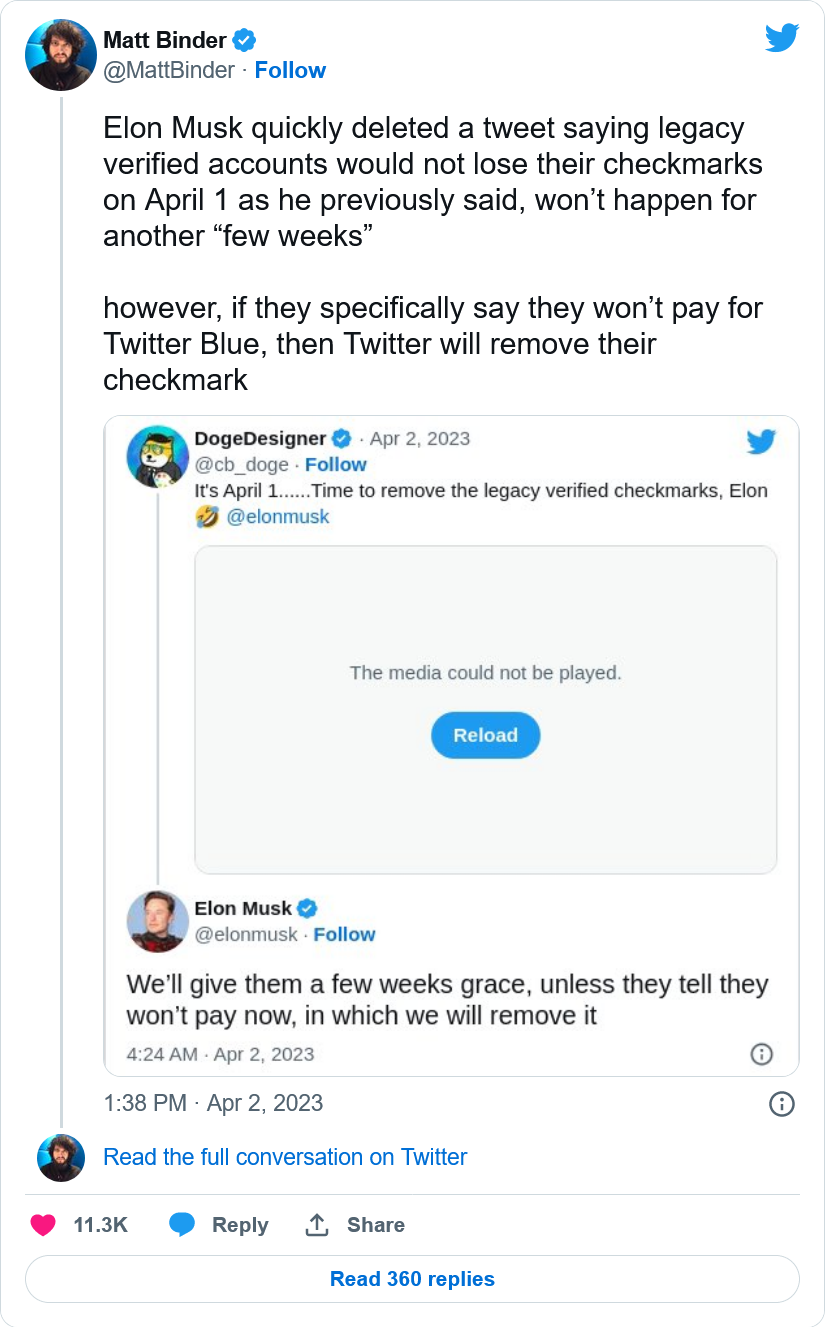 Matt Binder
@MattBinder · Follow
Elon Musk quickly deleted a tweet saying legacy
verified accounts would not lose their checkmarks
on April 1 as he previously said, won’t happen for
another “few weeks”
however, if they specifically say they won’t pay for
Twitter Blue, then Twitter will remove their
checkmark
DogeDesigner · Apr 2, 2023
@cb_doge · Follow
It's April 1......Time to remove the legacy verified checkmarks, Elon
🤣 @elonmusk
The media could not be played.
Reload
Elon Musk
@elonmusk · Follow
We’ll give them a few weeks grace, unless they tell they
won’t pay now, in which we will remove it
4:24 AM · Apr 2, 2023
1:38 PM · Apr 2, 2023
Read the full conversation on Twitter
11.3K Reply Share
Read 360 replies